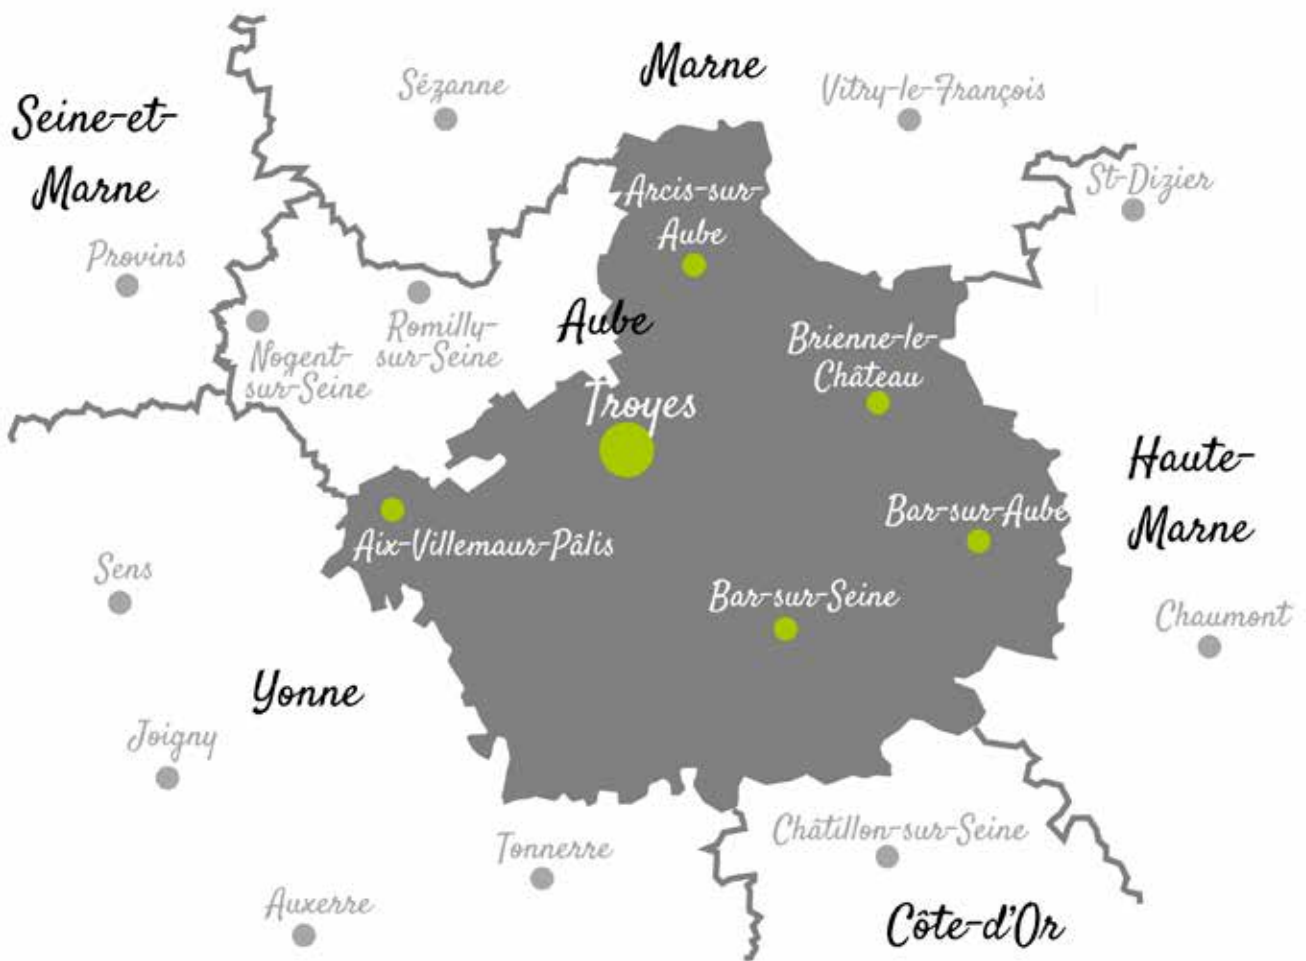 Marne
Sézanne
Vitry-le-François
Seine-et-
Marne
St-Dizier
Arcis-sur-
Aube
Provins
Aube
Romilly-
sur-Seine
Nogent-
sur-Seine
Brienne-le-
Château
Troyes
Haute-
Marne
Bar-sur-Aube
Aix-Villemaur-Pâlis
Sens
Bar-sur-Seine
Chaumont
Yonne
Joigny
Tonnerre
Châtillon-sur-Seine
Auxerre
Côte-d'Or